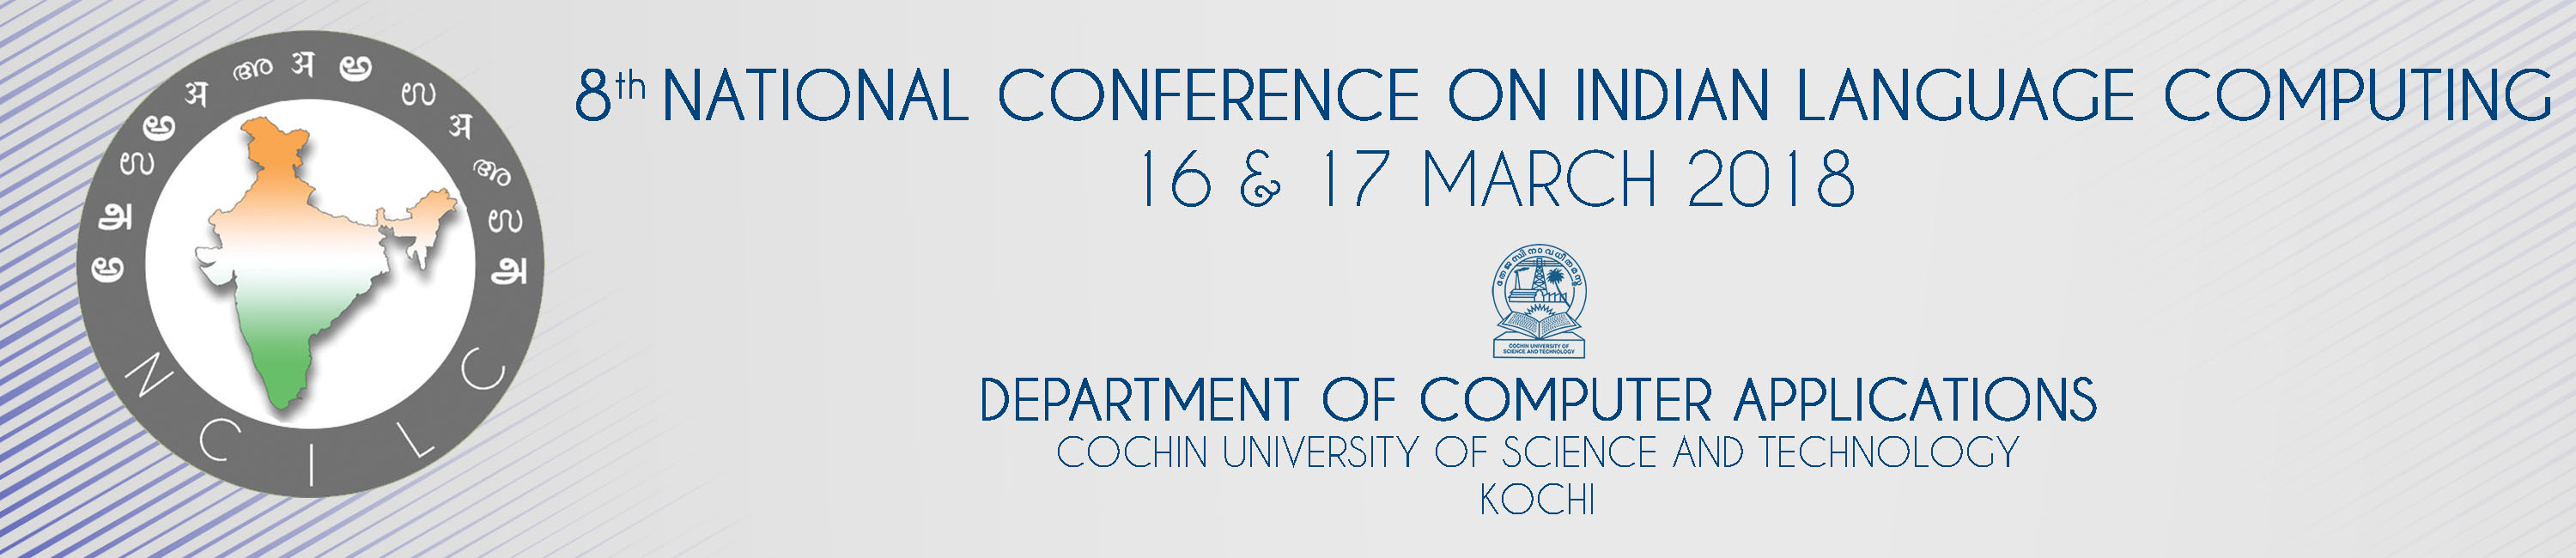 8th NATIONAL CONFERENCE ON INDIAN LANGUAGE COMPUTING
16 & 17 MARCH 2018
COCHIN UNIVERSITY OF
SCIENCE AND TECHNOLOGY
DEPARTMENT OF COMPUTER APPLICATIONS
COCHIN UNIVERSITY OF SCIENCE AND TECHNOLOGY
KOCHI
NCILC